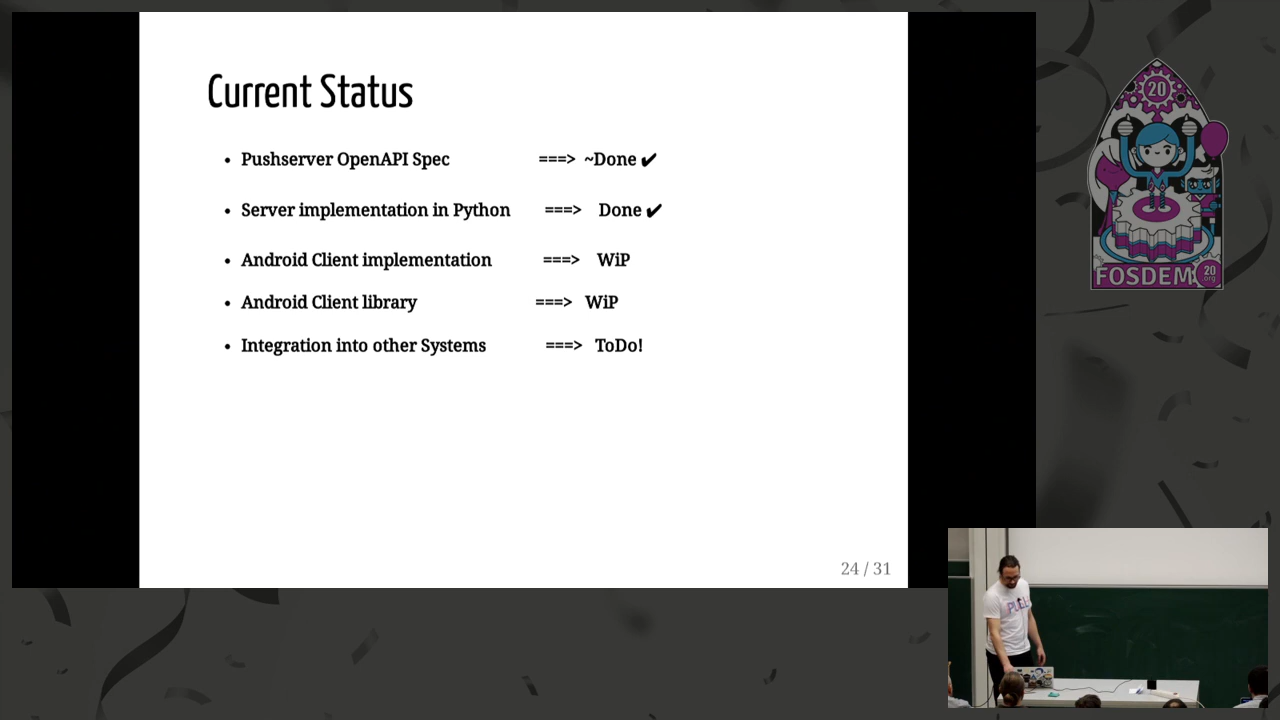 Current Status
• Pushserver OpenAPI Spec ===> ~Done ✔
• Server implementation in Python ===> Done ✔
• Android Client implementation ===> WiP
• Android Client library ===> WiP
• Integration into other Systems ===> ToDo!
24 / 31
20
FOSDEM
20
org